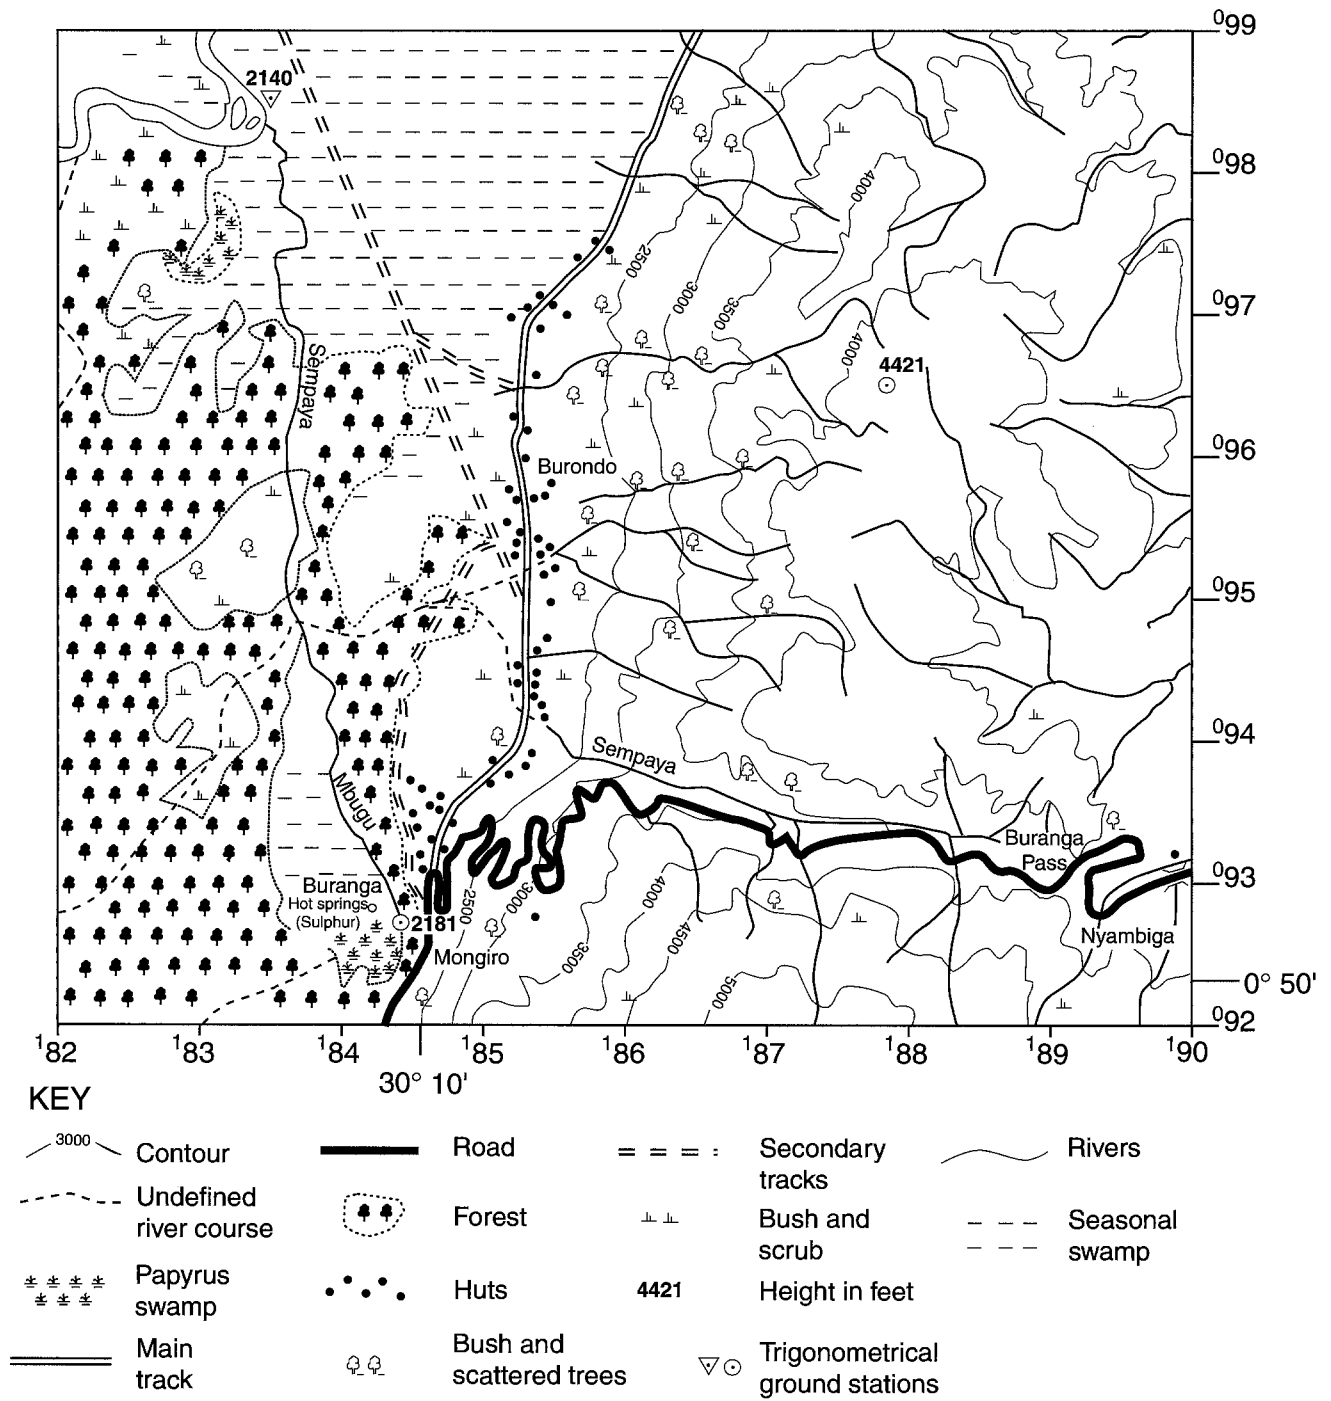 ⁰99
2140
⁰98
4000
2500
3000
3500
⁰97
4000
4421
Sempaya
⁰96
Burondo
⁰95
⁰94
Sempaya
Mbugu
Buranga
Pass
Buranga
Hot springs
(Sulphur)
2181
2500
3000
4000
⁰93
Mongiro
3500
4500
5000
Nyambiga
0° 50'
⁰92
¹82
¹83
¹84
¹85
¹86
¹87
¹88
¹89
¹90
30° 10'
KEY
3000
Contour
Road
Secondary
tracks
Rivers
Undefined
river course
Forest
Bush and
scrub
Seasonal
swamp
Papyrus
swamp
Huts
4421
Height in feet
Main
track
Bush and
scattered trees
Trigonometrical
ground stations